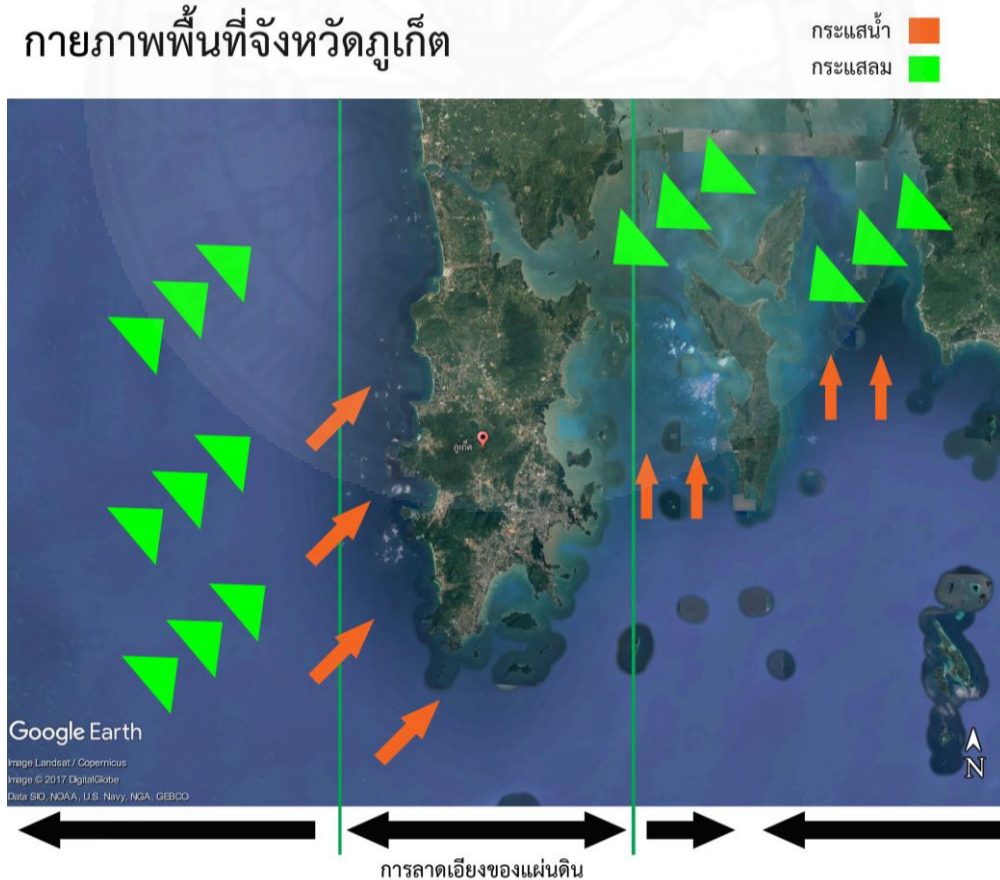 กายภาพพื้นที่จังหวัดภูเก็ต
กระแสน้ำ
กระแสลม
ภูเก็ต
Google Earth
Image Landsat / Copernicus
Image © 2017 DigitalGlobe
Data SIO, NOAA, U.S. Navy, NGA, GEBCO
N
การลาดเอียงของแผ่นดิน